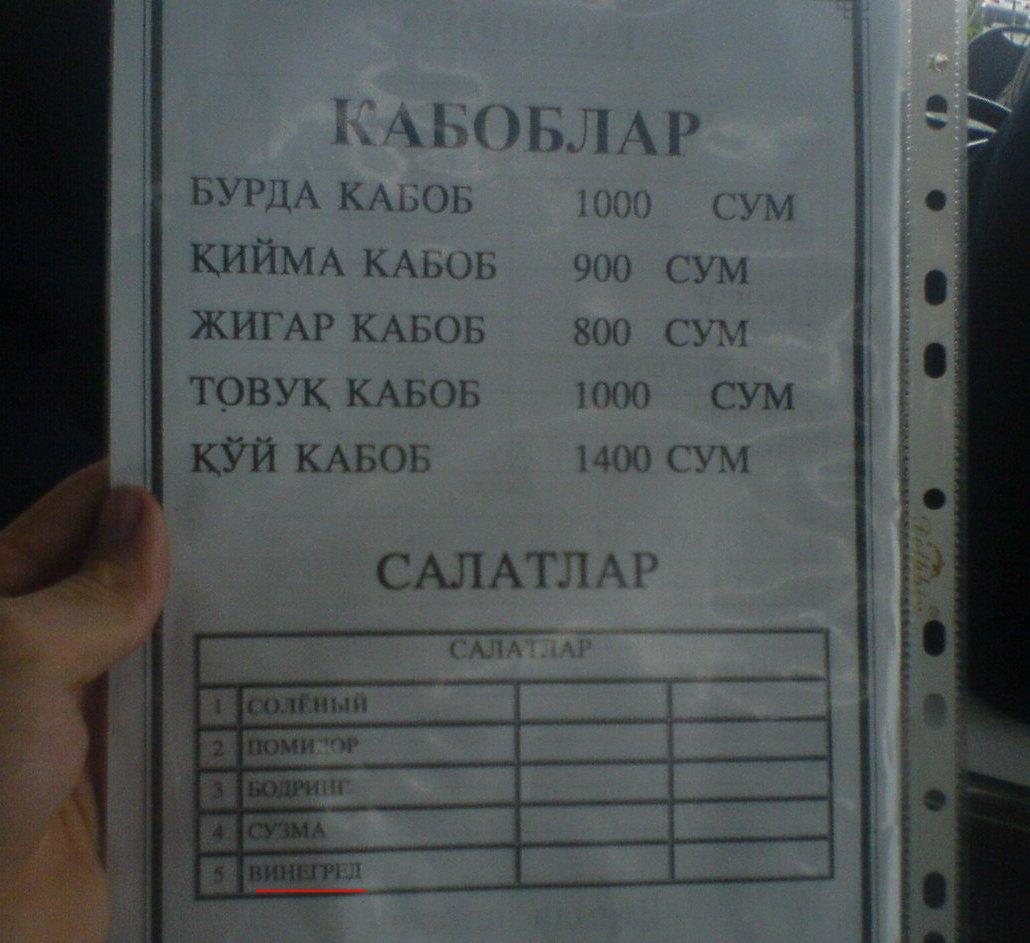 КАБОБЛАР
БУРДА КАБОБ 1000 СУМ
ҚИЙМА КАБОБ 900 СУМ
ЖИГАР КАБОБ 800 СУМ
ТОВУҚ КАБОБ 1000 СУМ
ҚЎЙ КАБОБ 1400 СУМ
САЛАТЛАР
САЛАТЛАР
1 СОЛЁНЫЙ
2 ПОМИДОР
3 БОДРИНГ
4 СУЗМА
5 ВИНЕГРЕД